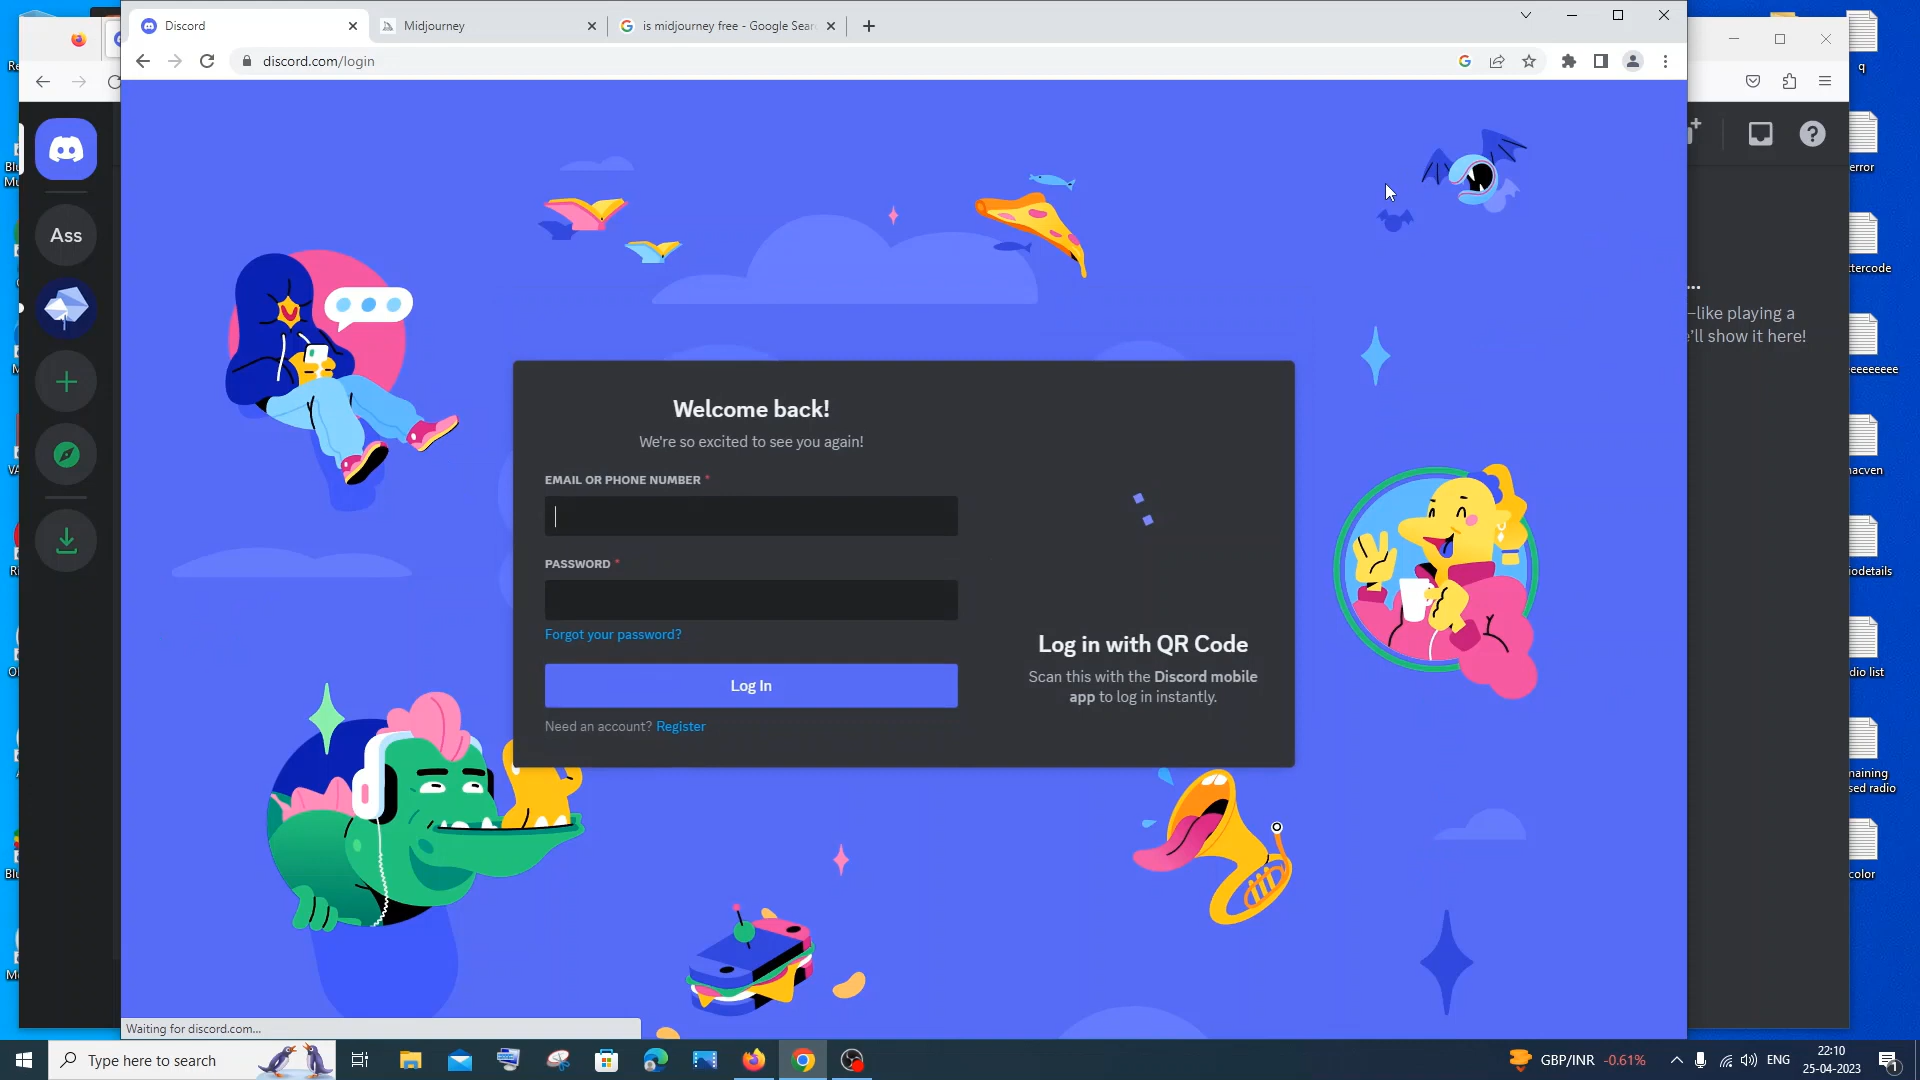 Discord
Midjourney
is midjourney free - Google Sear
discord.com/login
Ass
Welcome back!
We're so excited to see you again!
EMAIL OR PHONE NUMBER *
PASSWORD *
Forgot your password?
Log In
Need an account? Register
Log in with QR Code
Scan this with the Discord mobile
app to log in instantly.
...
—like playing a
e'll show it here!
q
error
ttercode
eeeeeeee
nacven
iodetails
dio list
naining
sed radio
color
Waiting for discord.com...
Type here to search
GBP/INR -0.61%
ENG
22:10
25-04-2023
1